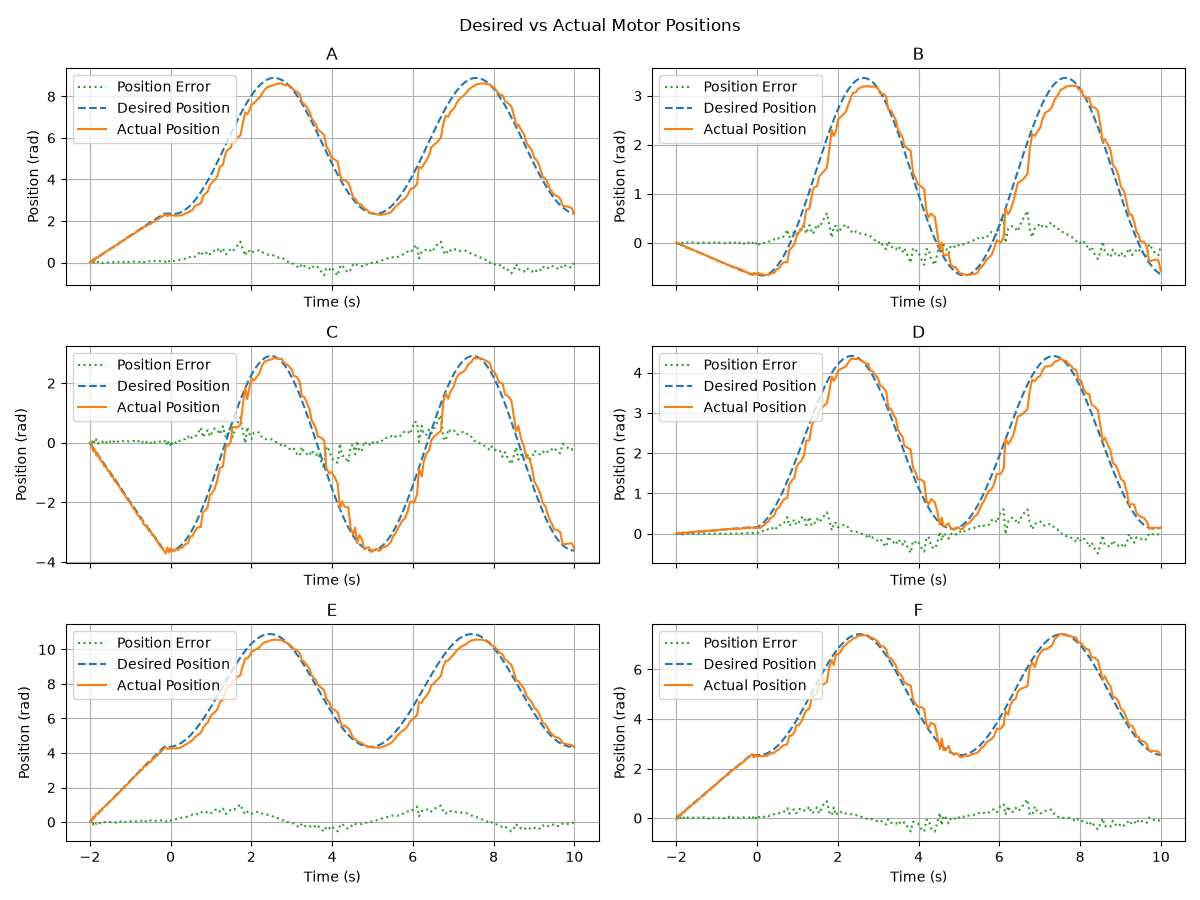 Desired vs Actual Motor Positions
A
Position Error
Desired Position
Actual Position
Position (rad)
8
6
4
2
0
Time (s)
B
Position Error
Desired Position
Actual Position
Position (rad)
3
2
1
0
Time (s)
C
Position Error
Desired Position
Actual Position
Position (rad)
2
0
−2
−4
Time (s)
D
Position Error
Desired Position
Actual Position
Position (rad)
4
3
2
1
0
Time (s)
E
Position Error
Desired Position
Actual Position
Position (rad)
10
8
6
4
2
0
−2 0 2 4 6 8 10
Time (s)
F
Position Error
Desired Position
Actual Position
Position (rad)
6
4
2
0
−2 0 2 4 6 8 10
Time (s)